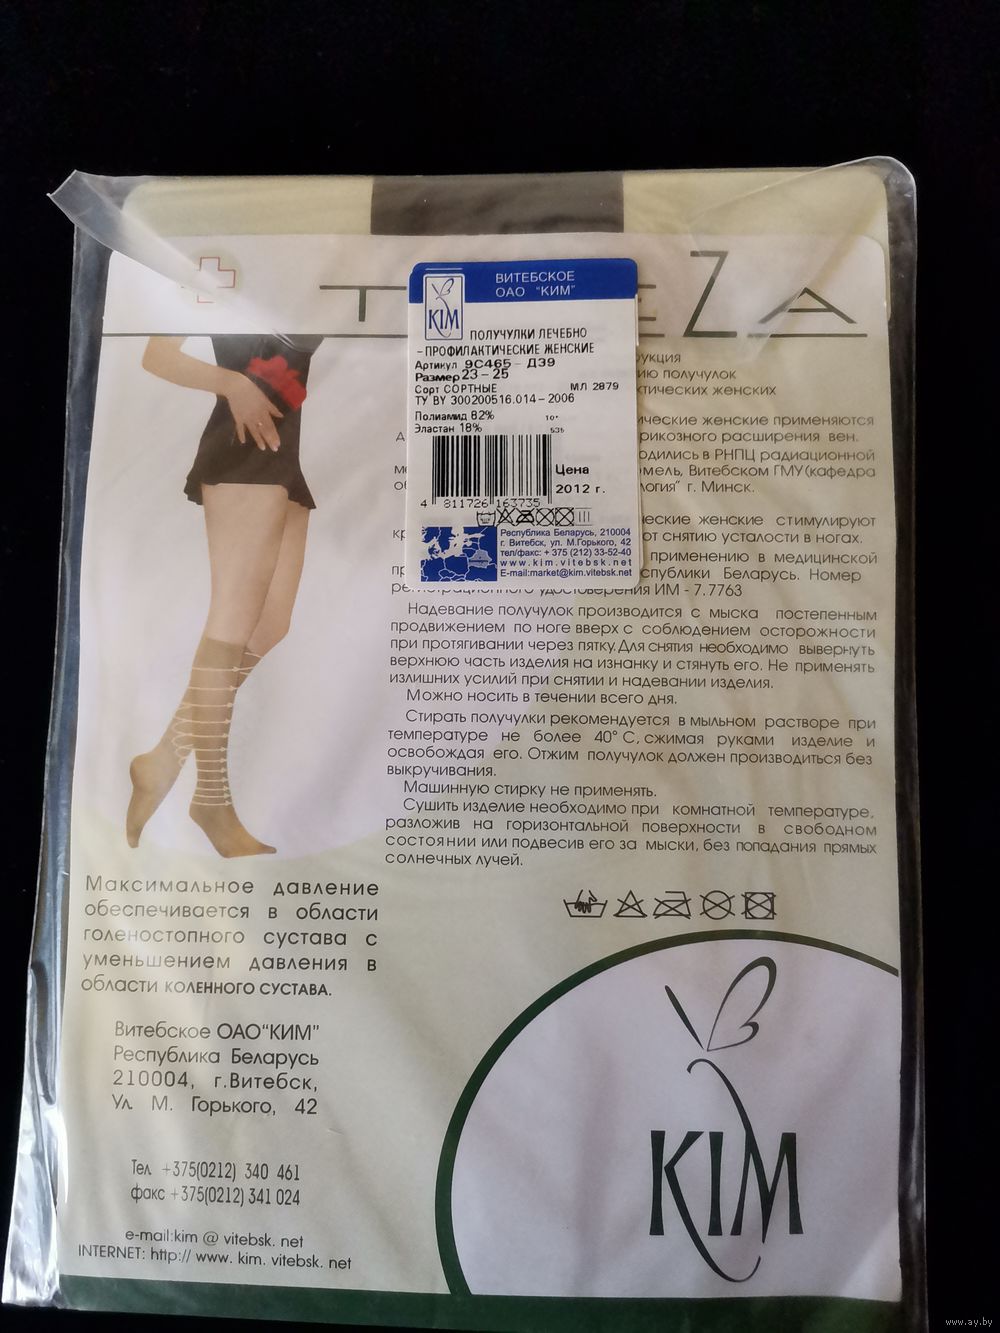 T EZA
ВИТЕБСКОЕ
ОАО "КИМ"
KIM
ПОЛУЧУЛКИ ЛЕЧЕБНО
-ПРОФИЛАКТИЧЕСКИЕ ЖЕНСКИЕ
Артикул 9С465-Д39
Размер 23-25
Сорт СОРТНЫЕ МЛ 2879
ТУ BY 300200516.014-2006
Полиамид 82% 10*
Эластан 18%
Цена
2012 г.
4 811726 163735
Республика Беларусь, 210004
г. Витебск, ул. М.Горького, 42
тел/факс: + 375 (212) 33-52-40
www.kim.vitebsk.net
E-mail:market@kim.vitebsk.net
рукция
ию получулок
ктических женских
ические женские применяются
рикозного расширения вен.
одились в РНПЦ радиационной
мель, Витебском ГМУ(кафедра
логия" г. Минск.
ческие женские стимулируют
от снятию усталости в ногах.
применению в медицинской
спублики Беларусь. Номер
регистрационного удостоверения ИМ - 7.7763
Надевание получулок производится с мыска постепенным
продвижением по ноге вверх с соблюдением осторожности
при протягивании через пятку. Для снятия необходимо вывернуть
верхнюю часть изделия на изнанку и стянуть его. Не применять
излишних усилий при снятии и надевании изделия.
Можно носить в течении всего дня.
Стирать получулки рекомендуется в мыльном растворе при
температуре не более 40° С, сжимая руками изделие и
освобождая его. Отжим получулок должен производиться без
выкручивания.
Машинную стирку не применять.
Сушить изделие необходимо при комнатной температуре,
разложив на горизонтальной поверхности в свободном
состоянии или подвесив его за мыски, без попадания прямых
солнечных лучей.
Максимальное давление
обеспечивается в области
голеностопного сустава с
уменьшением давления в
области коленного сустава.
Витебское ОАО"КИМ"
Республика Беларусь
210004, г.Витебск,
Ул. М. Горького, 42
Тел. +375(0212) 340 461
факс +375(0212) 341 024
e-mail:kim @ vitebsk. net
INTERNET: http:// www. kim. vitebsk. net
KIM
www.ay.by